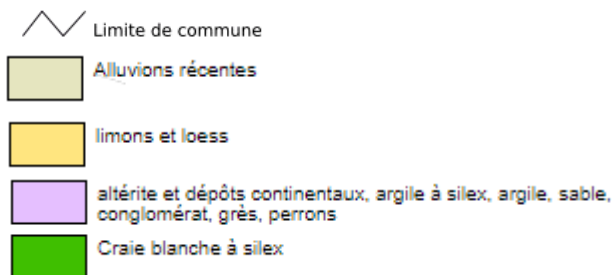 Limite de commune
Alluvions récentes
limons et loess
altérite et dépôts continentaux, argile à silex, argile, sable,
conglomérat, grès, perrons
Craie blanche à silex